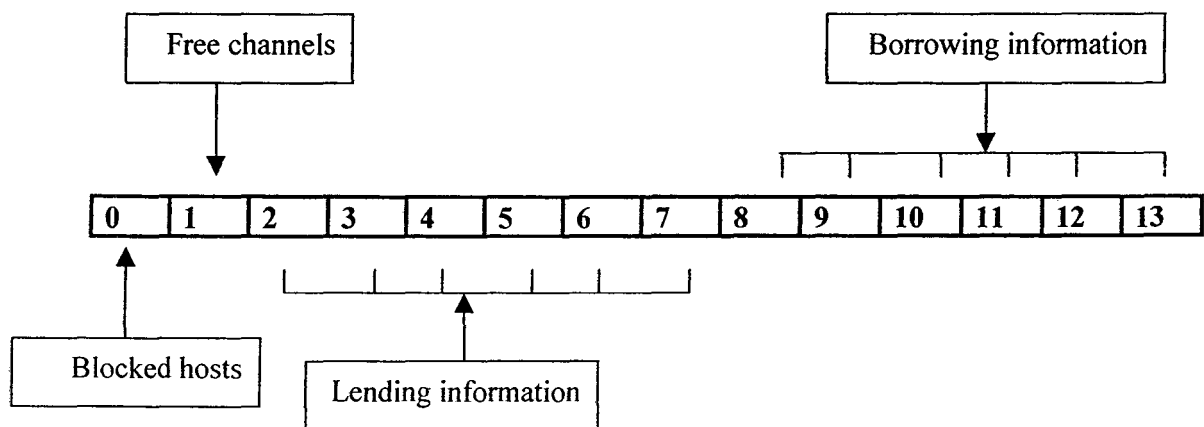 Free channels
Borrowing information
0 1 2 3 4 5 6 7 8 9 10 11 12 13
Blocked hosts
Lending information